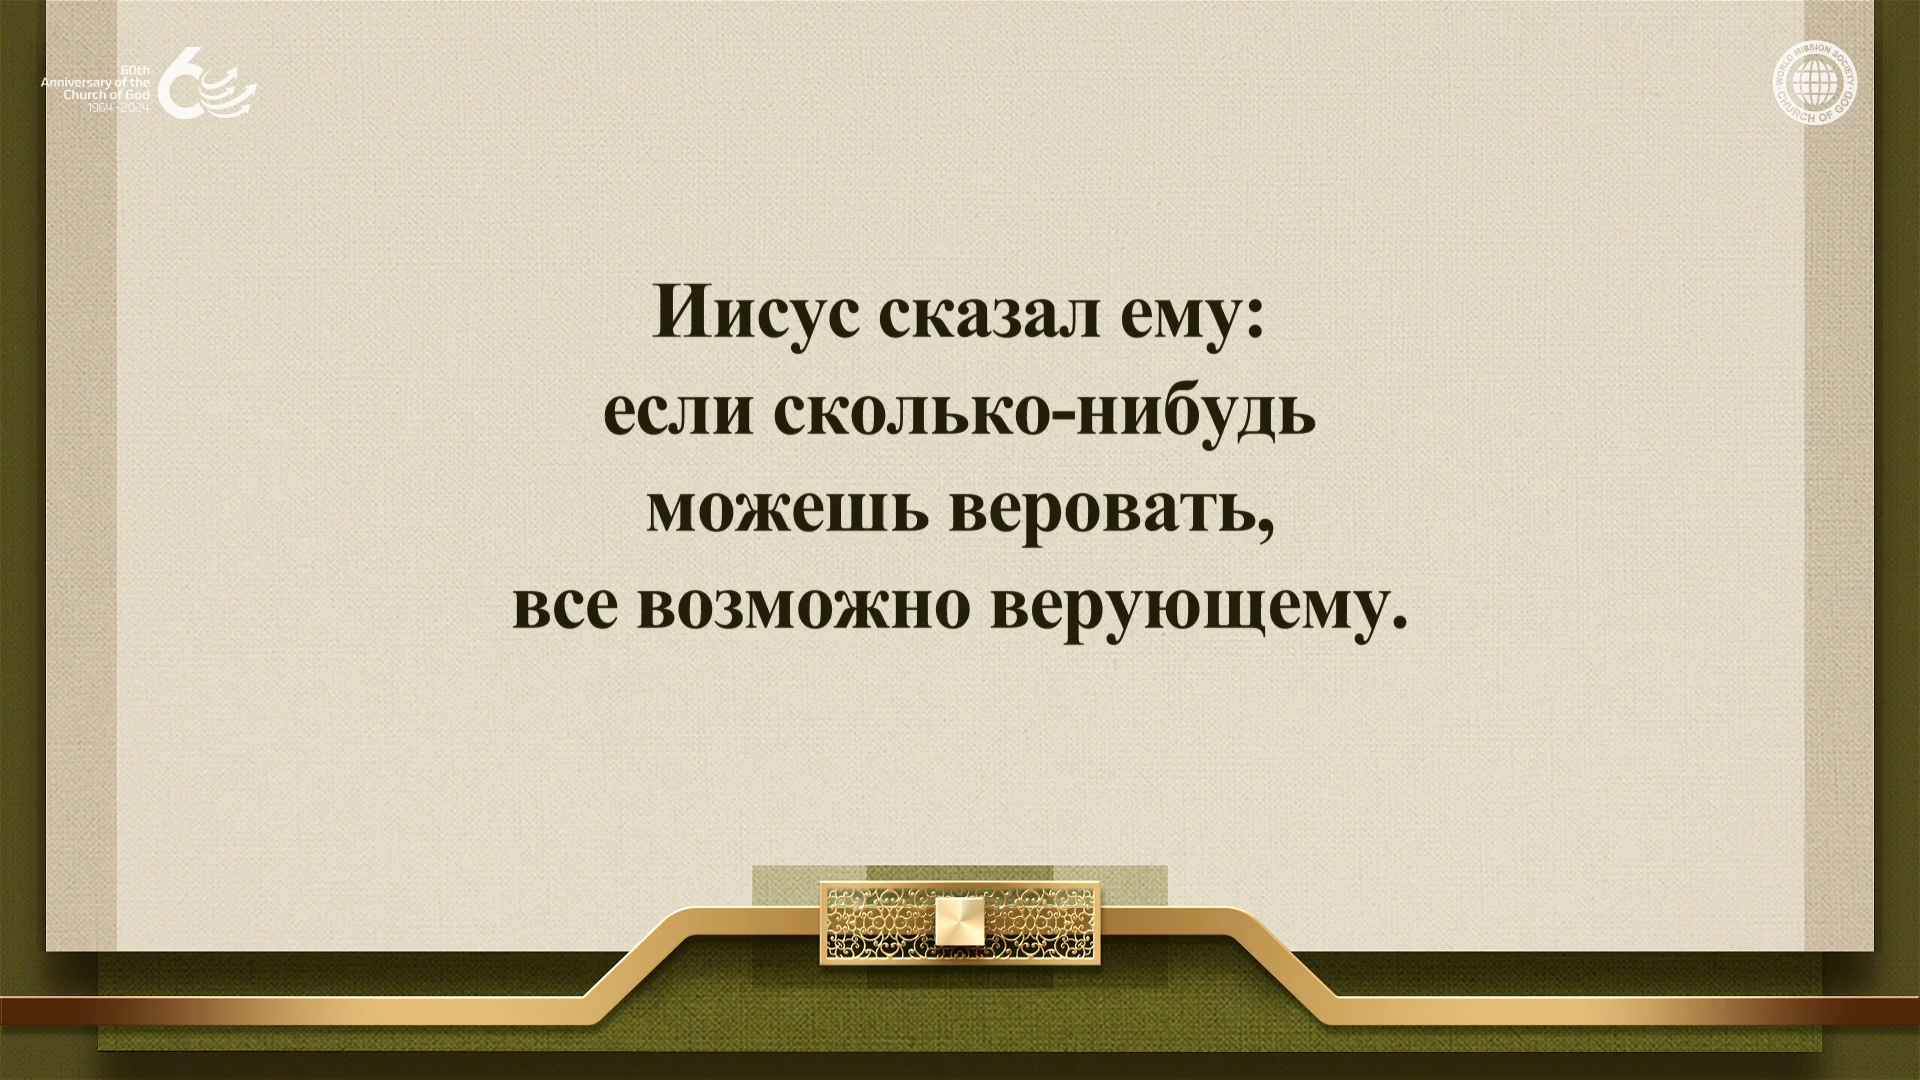 60th
Anniversary of the
Church of God
1964-2024
60
WORLD MISSION SOCIETY
CHURCH OF GOD
Иисус сказал ему:
если сколько-нибудь
можешь веровать,
все возможно верующему.